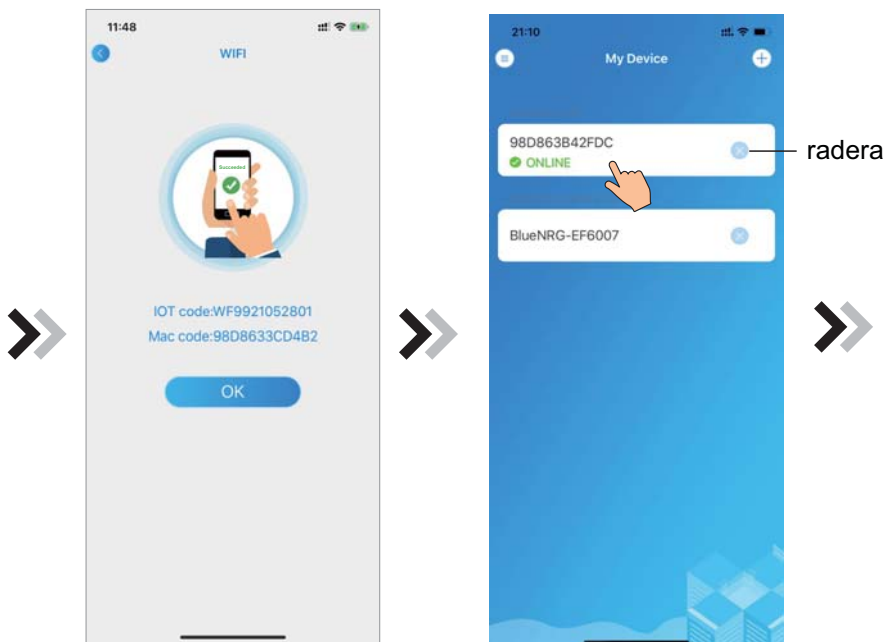 11:48
WIFI
Succeeded
IOT code:WF9921052801
Mac code:98D8633CD4B2
OK
21:10
My Device
98D863B42FDC
ONLINE
radera
BlueNRG-EF6007